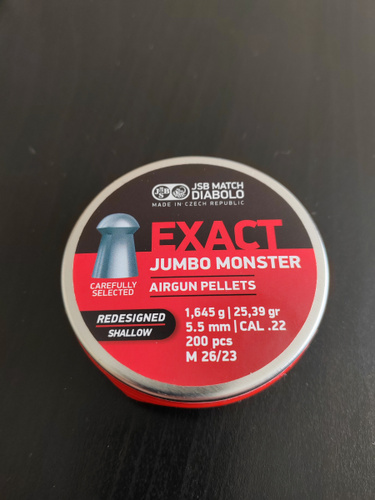 JSB MATCH
DIABOLO
MADE IN CZECH REPUBLIC
EXACT
JUMBO MONSTER
AIRGUN PELLETS
CAREFULLY
SELECTED
REDESIGNED
SHALLOW
1,645 g | 25,39 gr
5.5 mm | CAL .22
200 pcs
M 26/23